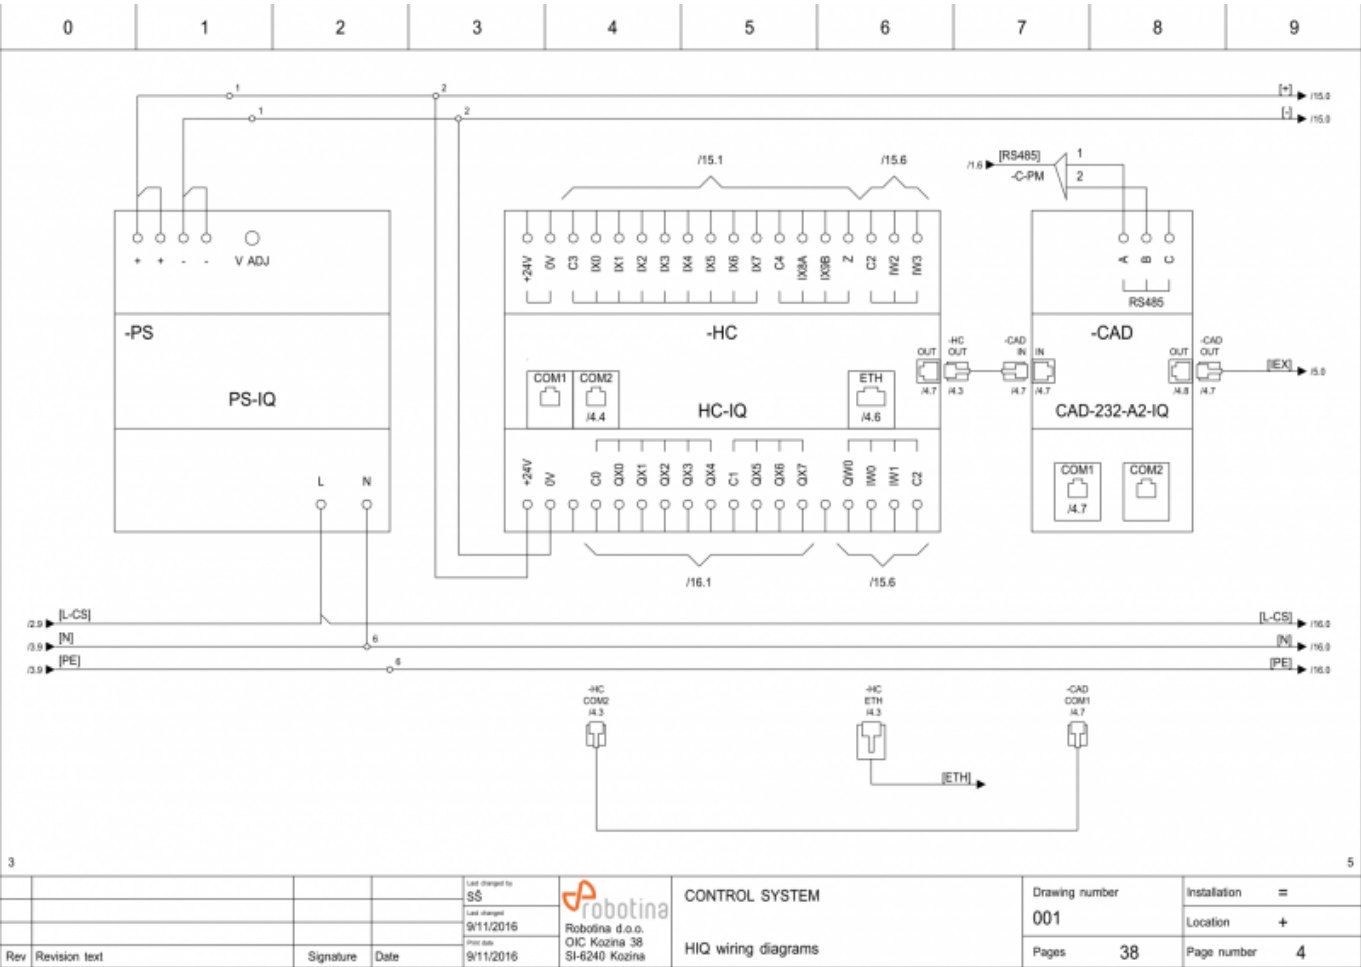 0 1 2 3 4 5 6 7 8 9
1 2 [+] /15.0
1 2 [-] /15.0
/15.1 /15.6 /1.6 [RS485] 1
-C-PM 2
+ + - - V ADJ
+24V 0V C3 IX0 IX1 IX2 IX3 IX4 IX5 IX6 IX7 C4 IX8A IX9B Z C2 IW2 IW3
A B C
RS485
-PS -HC -CAD
OUT -HC OUT -CAD IN IN OUT -CAD OUT
/4.7 /4.3 /4.7 /4.7 /4.8 /4.7
[IEX] /5.0
COM1 COM2 ETH
/4.4 /4.6
PS-IQ HC-IQ CAD-232-A2-IQ
L N
+24V 0V C0 QX0 QX1 QX2 QX3 QX4 C1 QX5 QX6 QX7 QW0 IW0 IW1 C2
COM1 COM2
/4.7
/16.1 /15.6
/2.9 [L-CS] [L-CS] /16.0
/3.9 [N] 6 [N] /16.0
/3.9 [PE] 6 [PE] /16.0
-HC -HC -CAD
COM2 ETH COM1
/4.3 /4.3 /4.7
[ETH]
3 5
Last changed by
SŠ
Last changed
9/11/2016
Print date
9/11/2016
Rev Revision text Signature Date
robotina
Robotina d.o.o.
OIC Kozina 38
SI-6240 Kozina
CONTROL SYSTEM
HIQ wiring diagrams
Drawing number
001
Pages 38
Installation =
Location +
Page number 4